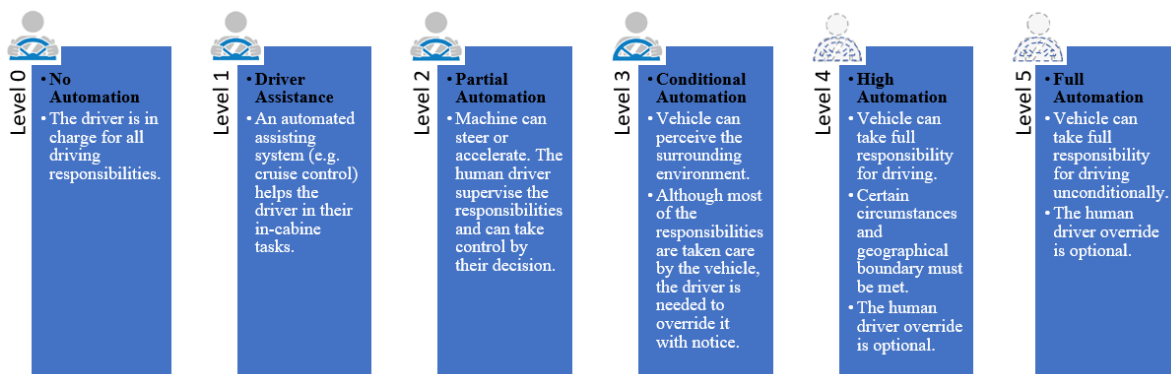 Level 0
• No
Automation
• The driver is in
charge for all
driving
responsibilities.
Level 1
• Driver
Assistance
• An automated
assisting
system (e.g.
cruise control)
helps the
driver in their
in-cabine
tasks.
Level 2
• Partial
Automation
• Machine can
steer or
accelerate. The
human driver
supervise the
responsibilities
and can take
control by
their decision.
Level 3
• Conditional
Automation
• Vehicle can
perceive the
surrounding
environment.
• Although most
of the
responsibilities
are taken care
by the vehicle,
the driver is
needed to
override it
with notice.
Level 4
• High
Automation
• Vehicle can
take full
responsibility
for driving.
• Certain
circumstances
and
geographical
boundary must
be met.
• The human
driver override
is optional.
Level 5
• Full
Automation
• Vehicle can
take full
responsibility
for driving
unconditionally.
• The human
driver override
is optional.